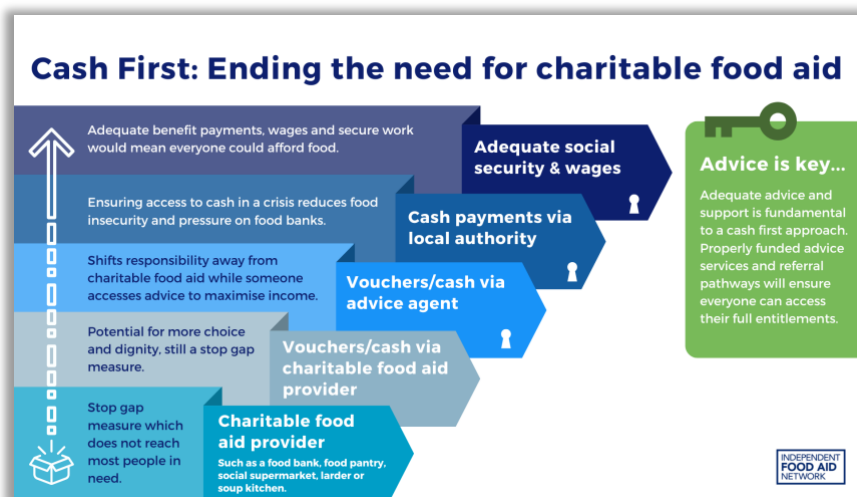 Cash First: Ending the need for charitable food aid
Adequate benefit payments, wages and secure work
would mean everyone could afford food.
Adequate social
security & wages
Ensuring access to cash in a crisis reduces food
insecurity and pressure on food banks.
Cash payments via
local authority
Shifts responsibility away from
charitable food aid while someone
accesses advice to maximise income.
Vouchers/cash via
advice agent
Potential for more choice
and dignity, still a stop gap
measure.
Vouchers/cash via
charitable food aid
provider
Stop gap
measure which
does not reach
most people in
need.
Charitable food
aid provider
Such as a food bank, food pantry,
social supermarket, larder or
soup kitchen.
Advice is key...
Adequate advice and
support is fundamental
to a cash first approach.
Properly funded advice
services and referral
pathways will ensure
everyone can access
their full entitlements.
INDEPENDENT
FOOD AID
NETWORK